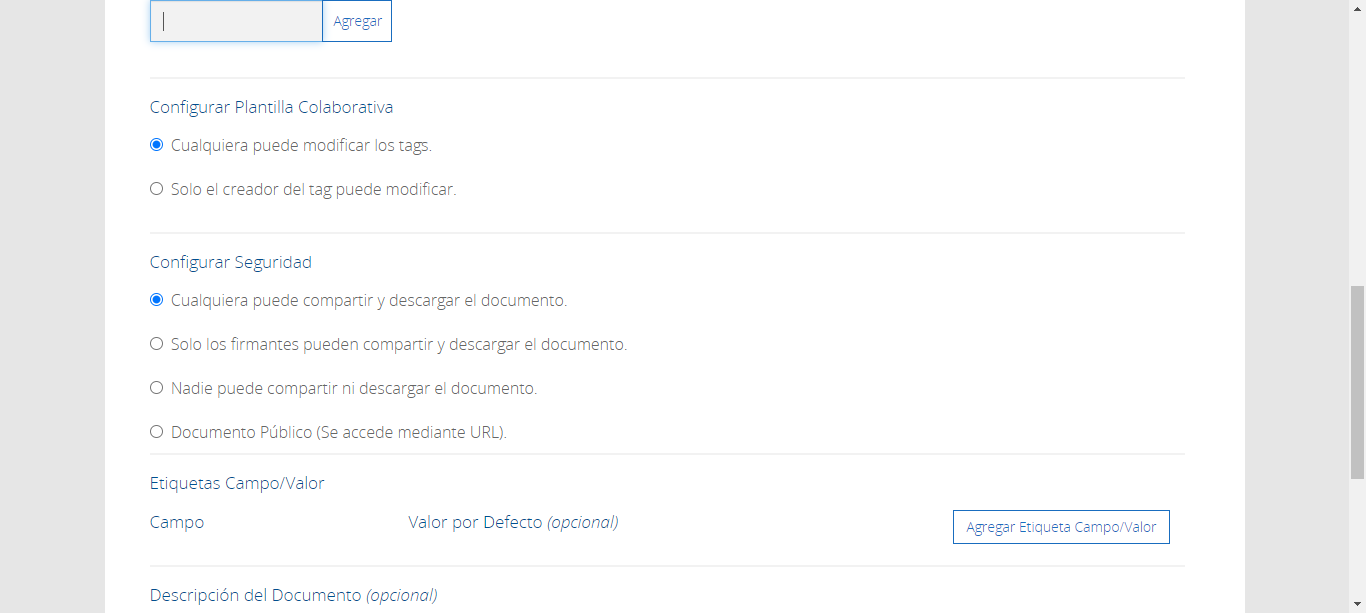 Agregar
Configurar Plantilla Colaborativa
Cualquiera puede modificar los tags.
Solo el creador del tag puede modificar.
Configurar Seguridad
Cualquiera puede compartir y descargar el documento.
Solo los firmantes pueden compartir y descargar el documento.
Nadie puede compartir ni descargar el documento.
Documento Público (Se accede mediante URL).
Etiquetas Campo/Valor
Campo Valor por Defecto (opcional) Agregar Etiqueta Campo/Valor
Descripción del Documento (opcional)